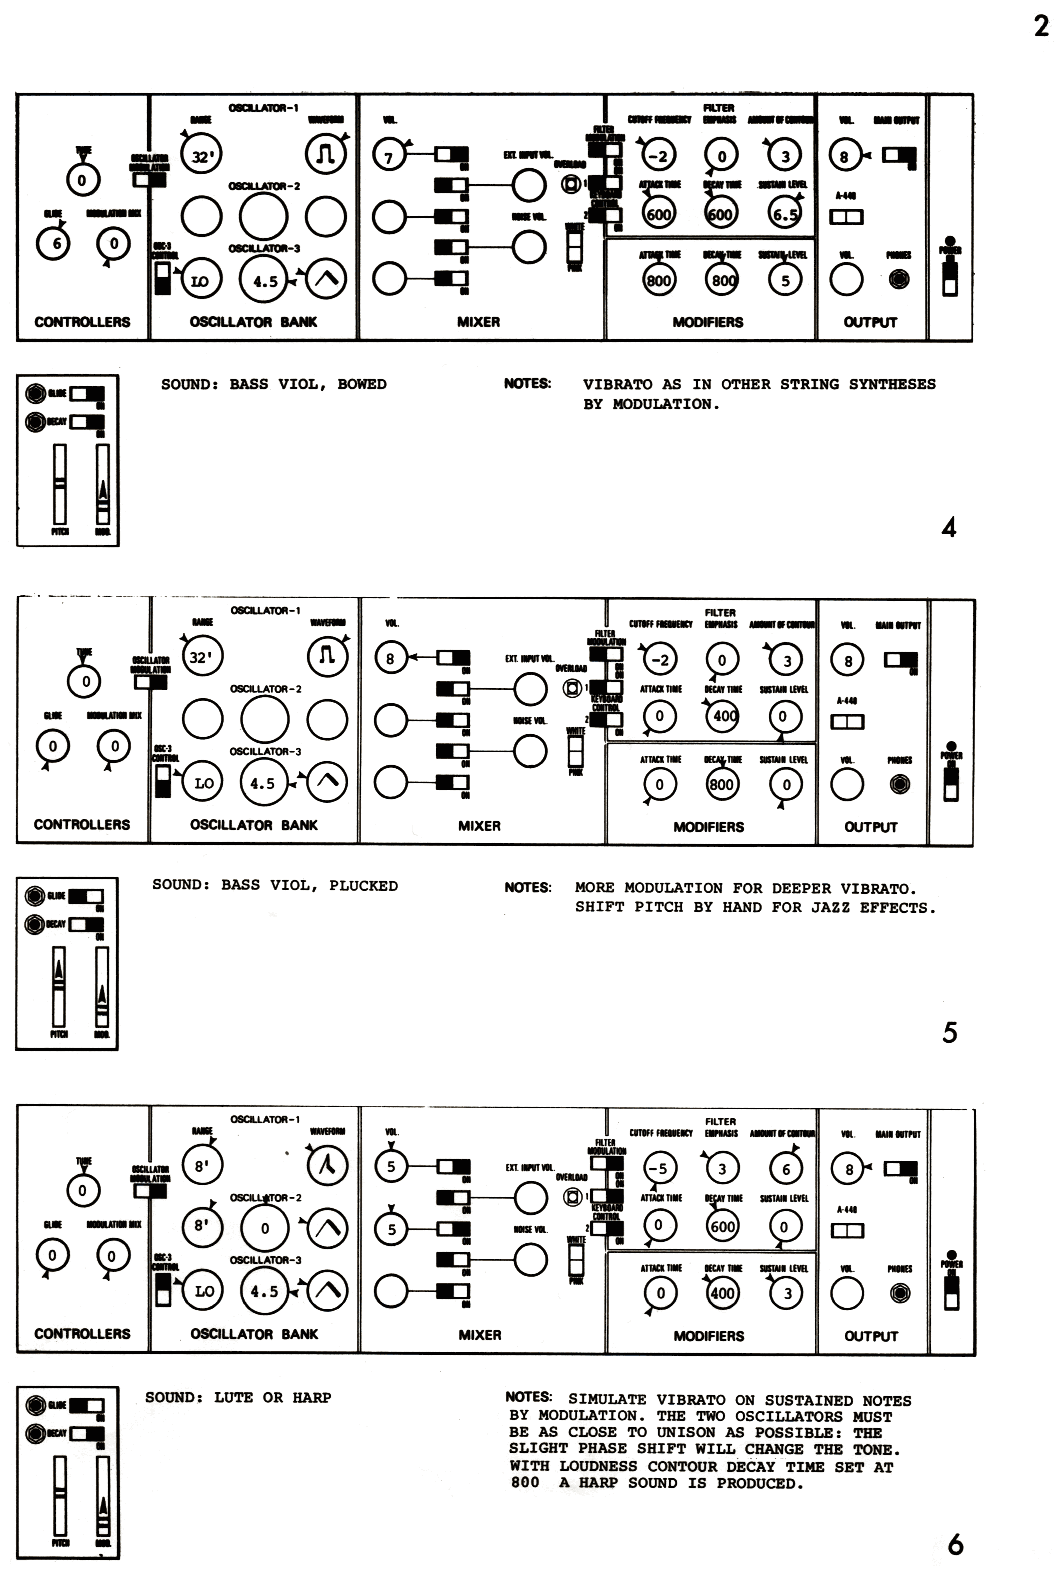 2
OSCILLATOR-1
RANGE
WAVEFORM
VOL.
FILTER
CUTOFF FREQUENCY EMPHASIS AMOUNT OF CONTOUR
VOL. MAIN OUTPUT
TUNE
0
OSCILLATOR
MODULATION
32'
7
ON
EXT. INPUT VOL.
OVERLOAD
FILTER
MODULATION
ON
-2 0 3
8
ON
GLIDE MODULATION MIX
6 0
OSCILLATOR-2
ON
NOISE VOL.
1
KEYBOARD
CONTROL
2
ON
ATTACK TIME DECAY TIME SUSTAIN LEVEL
600 600 6.5
A-440
OSC-3
CONTROL
OSCILLATOR-3
LO 4.5
ON
WHITE
PINK
ATTACK TIME DECAY TIME SUSTAIN LEVEL
800 800 5
VOL. PHONES
POWER
ON
CONTROLLERS OSCILLATOR BANK MIXER MODIFIERS OUTPUT
GLIDE
ON
DECAY
ON
PITCH MOD.
SOUND: BASS VIOL, BOWED
NOTES: VIBRATO AS IN OTHER STRING SYNTHESES
BY MODULATION.
4
OSCILLATOR-1
RANGE
WAVEFORM
VOL.
FILTER
CUTOFF FREQUENCY EMPHASIS AMOUNT OF CONTOUR
VOL. MAIN OUTPUT
TUNE
0
OSCILLATOR
MODULATION
32'
8
ON
EXT. INPUT VOL.
OVERLOAD
FILTER
MODULATION
ON
-2 0 3
8
ON
GLIDE MODULATION MIX
0 0
OSCILLATOR-2
ON
NOISE VOL.
1
KEYBOARD
CONTROL
2
ON
ATTACK TIME DECAY TIME SUSTAIN LEVEL
0 400 0
A-440
OSC-3
CONTROL
OSCILLATOR-3
LO 4.5
ON
WHITE
PINK
ATTACK TIME DECAY TIME SUSTAIN LEVEL
0 800 0
VOL. PHONES
POWER
ON
CONTROLLERS OSCILLATOR BANK MIXER MODIFIERS OUTPUT
GLIDE
ON
DECAY
ON
PITCH MOD.
SOUND: BASS VIOL, PLUCKED
NOTES: MORE MODULATION FOR DEEPER VIBRATO.
SHIFT PITCH BY HAND FOR JAZZ EFFECTS.
5
OSCILLATOR-1
RANGE
WAVEFORM
VOL.
FILTER
CUTOFF FREQUENCY EMPHASIS AMOUNT OF CONTOUR
VOL. MAIN OUTPUT
TUNE
0
OSCILLATOR
MODULATION
8'
5
ON
EXT. INPUT VOL.
OVERLOAD
FILTER
MODULATION
ON
-5 3 6
8
ON
GLIDE MODULATION MIX
0 0
OSCILLATOR-2
8' 0
5
ON
NOISE VOL.
1
KEYBOARD
CONTROL
2
ON
ATTACK TIME DECAY TIME SUSTAIN LEVEL
0 600 0
A-440
OSC-3
CONTROL
OSCILLATOR-3
LO 4.5
ON
WHITE
PINK
ATTACK TIME DECAY TIME SUSTAIN LEVEL
0 400 3
VOL. PHONES
POWER
ON
CONTROLLERS OSCILLATOR BANK MIXER MODIFIERS OUTPUT
GLIDE
ON
DECAY
ON
PITCH MOD.
SOUND: LUTE OR HARP
NOTES: SIMULATE VIBRATO ON SUSTAINED NOTES
BY MODULATION. THE TWO OSCILLATORS MUST
BE AS CLOSE TO UNISON AS POSSIBLE: THE
SLIGHT PHASE SHIFT WILL CHANGE THE TONE.
WITH LOUDNESS CONTOUR DECAY TIME SET AT
800 A HARP SOUND IS PRODUCED.
6